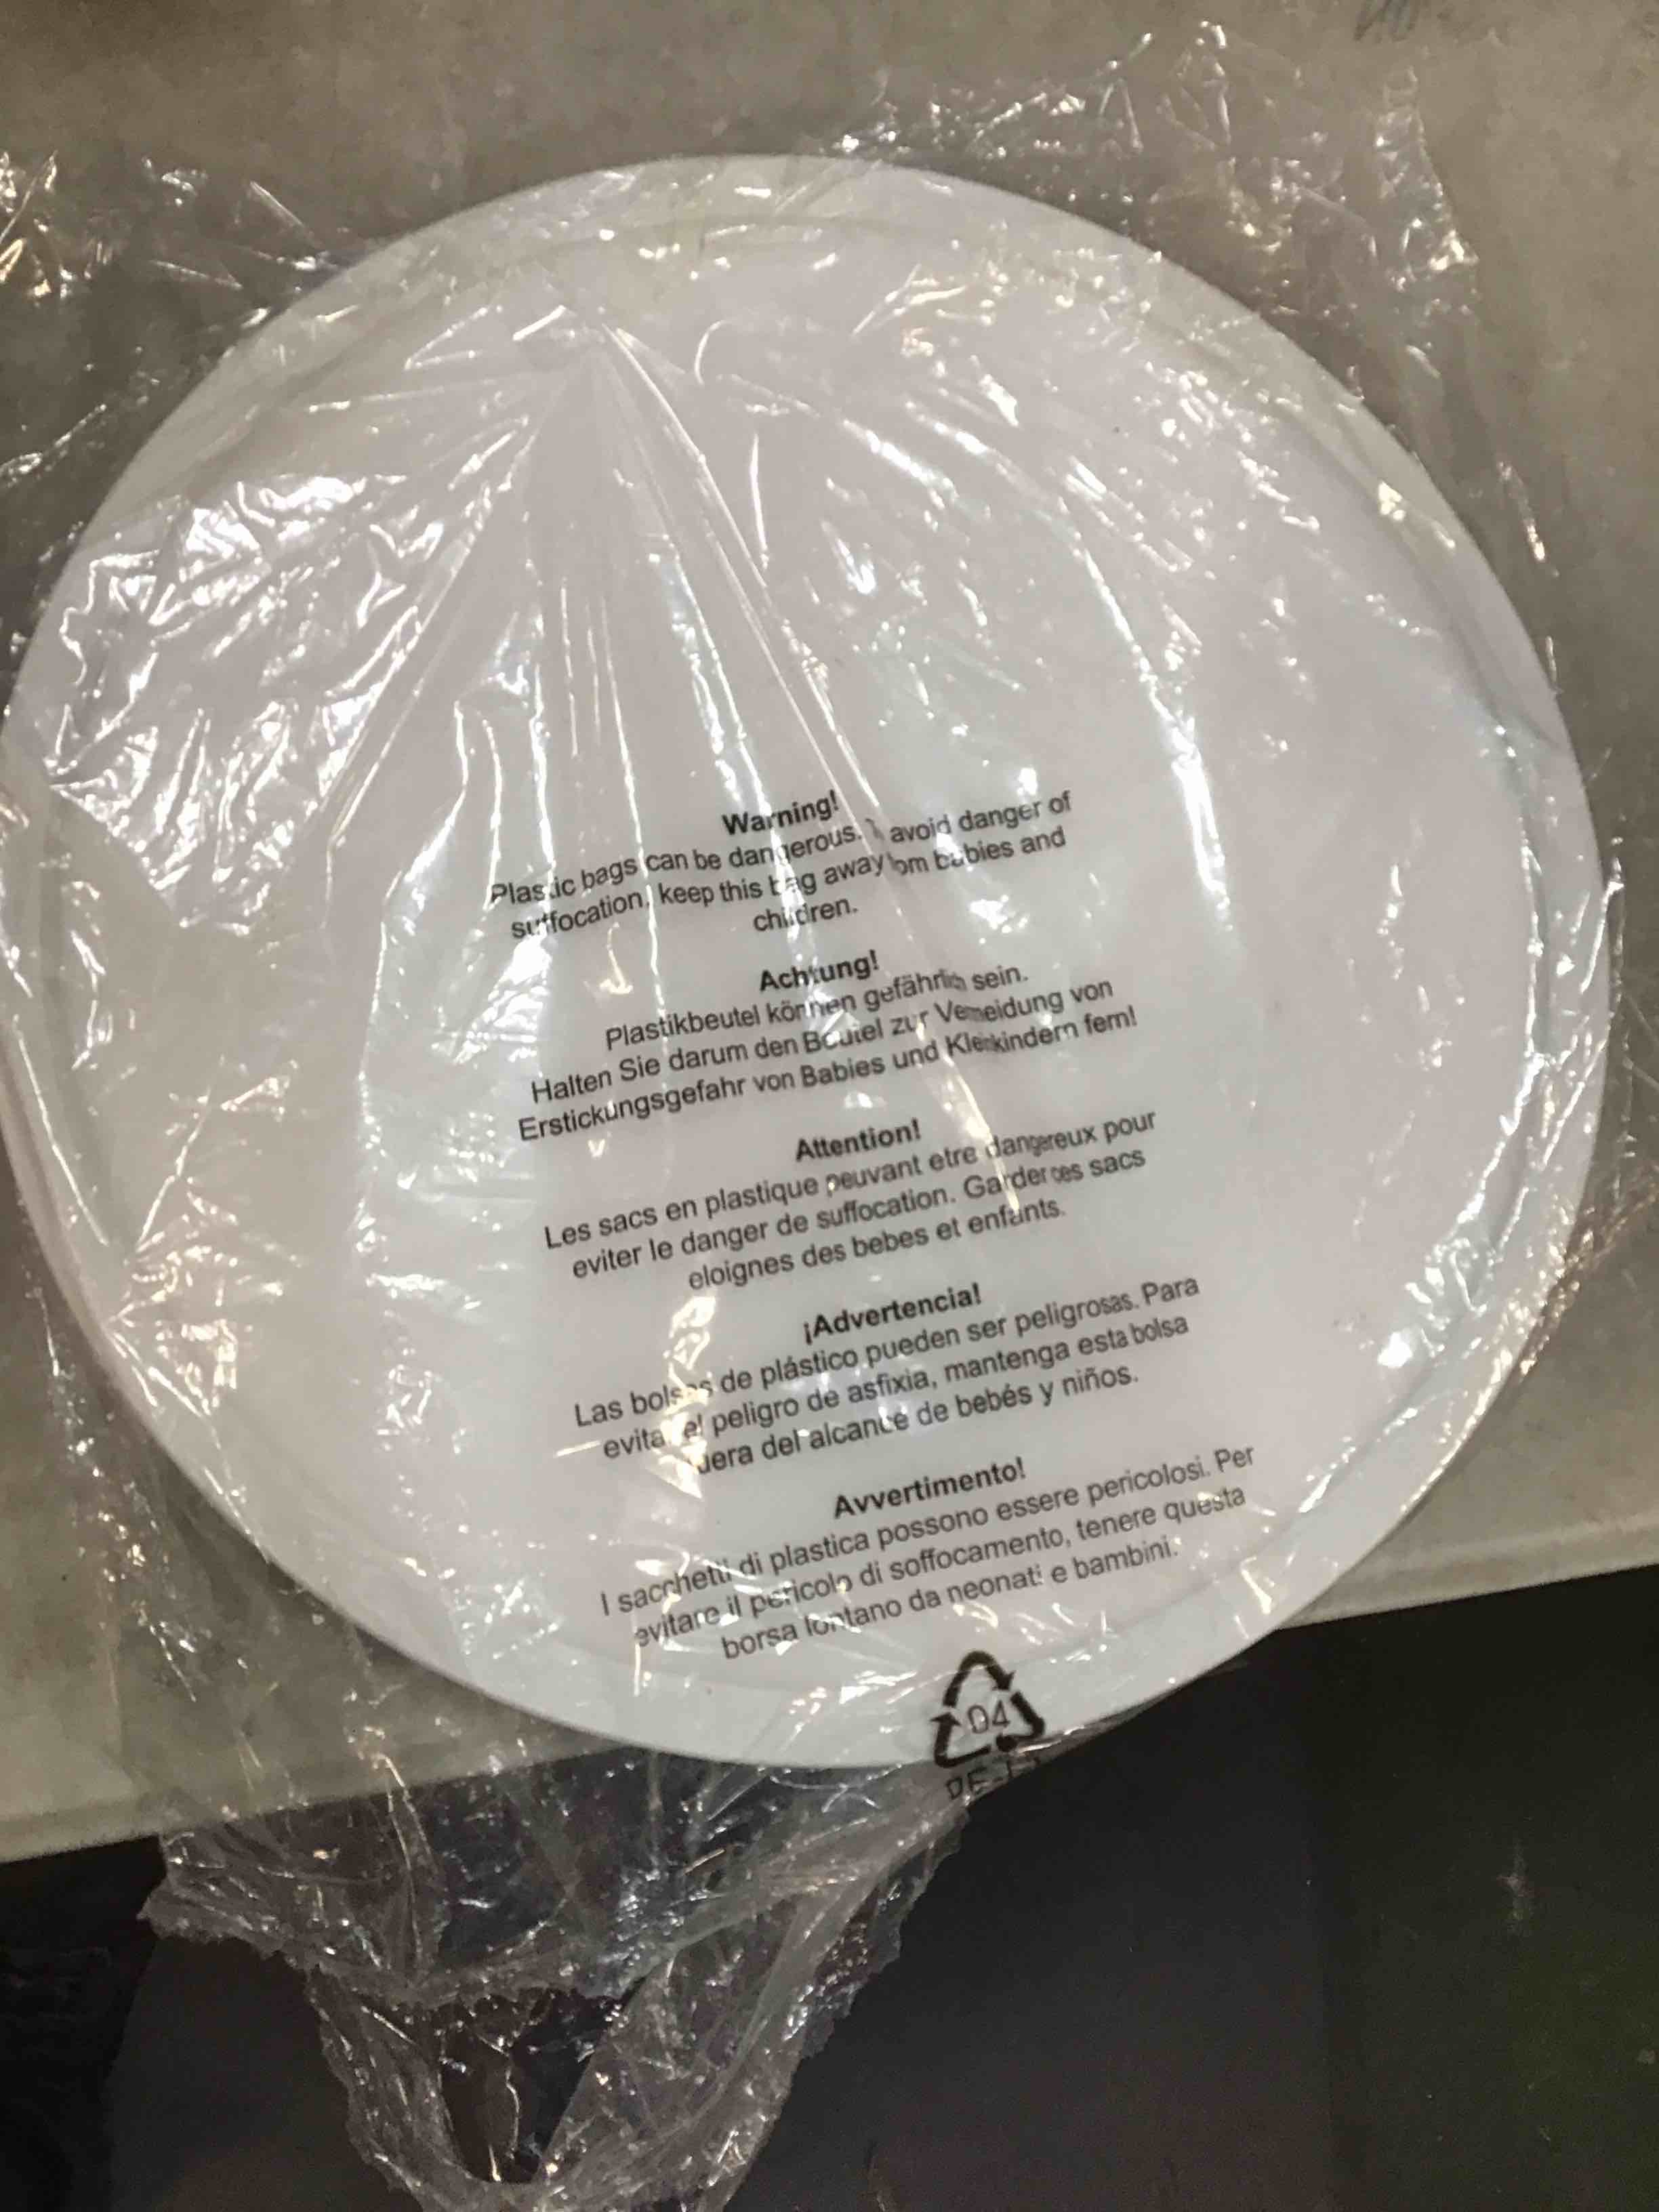 Warning!
Plastic bags can be dangerous. avoid danger of
suffocation, keep this bag away from babies and
children.
Achtung!
Plastikbeutel können gefährlich sein.
Halten Sie darum den Beutel zur Vermeidung von
Erstickungsgefahr von Babies und Kleinkindern fern!
Attention!
Les sacs en plastique peuvant etre dangereux pour
eviter le danger de suffocation. Garder ces sacs
eloignes des bebes et enfants.
¡Advertencia!
Las bolsas de plástico pueden ser peligrosas. Para
evitar el peligro de asfixia, mantenga esta bolsa
fuera del alcance de bebés y niños.
Avvertimento!
I sacchetti di plastica possono essere pericolosi. Per
evitare il pericolo di soffocamento, tenere questa
borsa lontano da neonati e bambini.
04